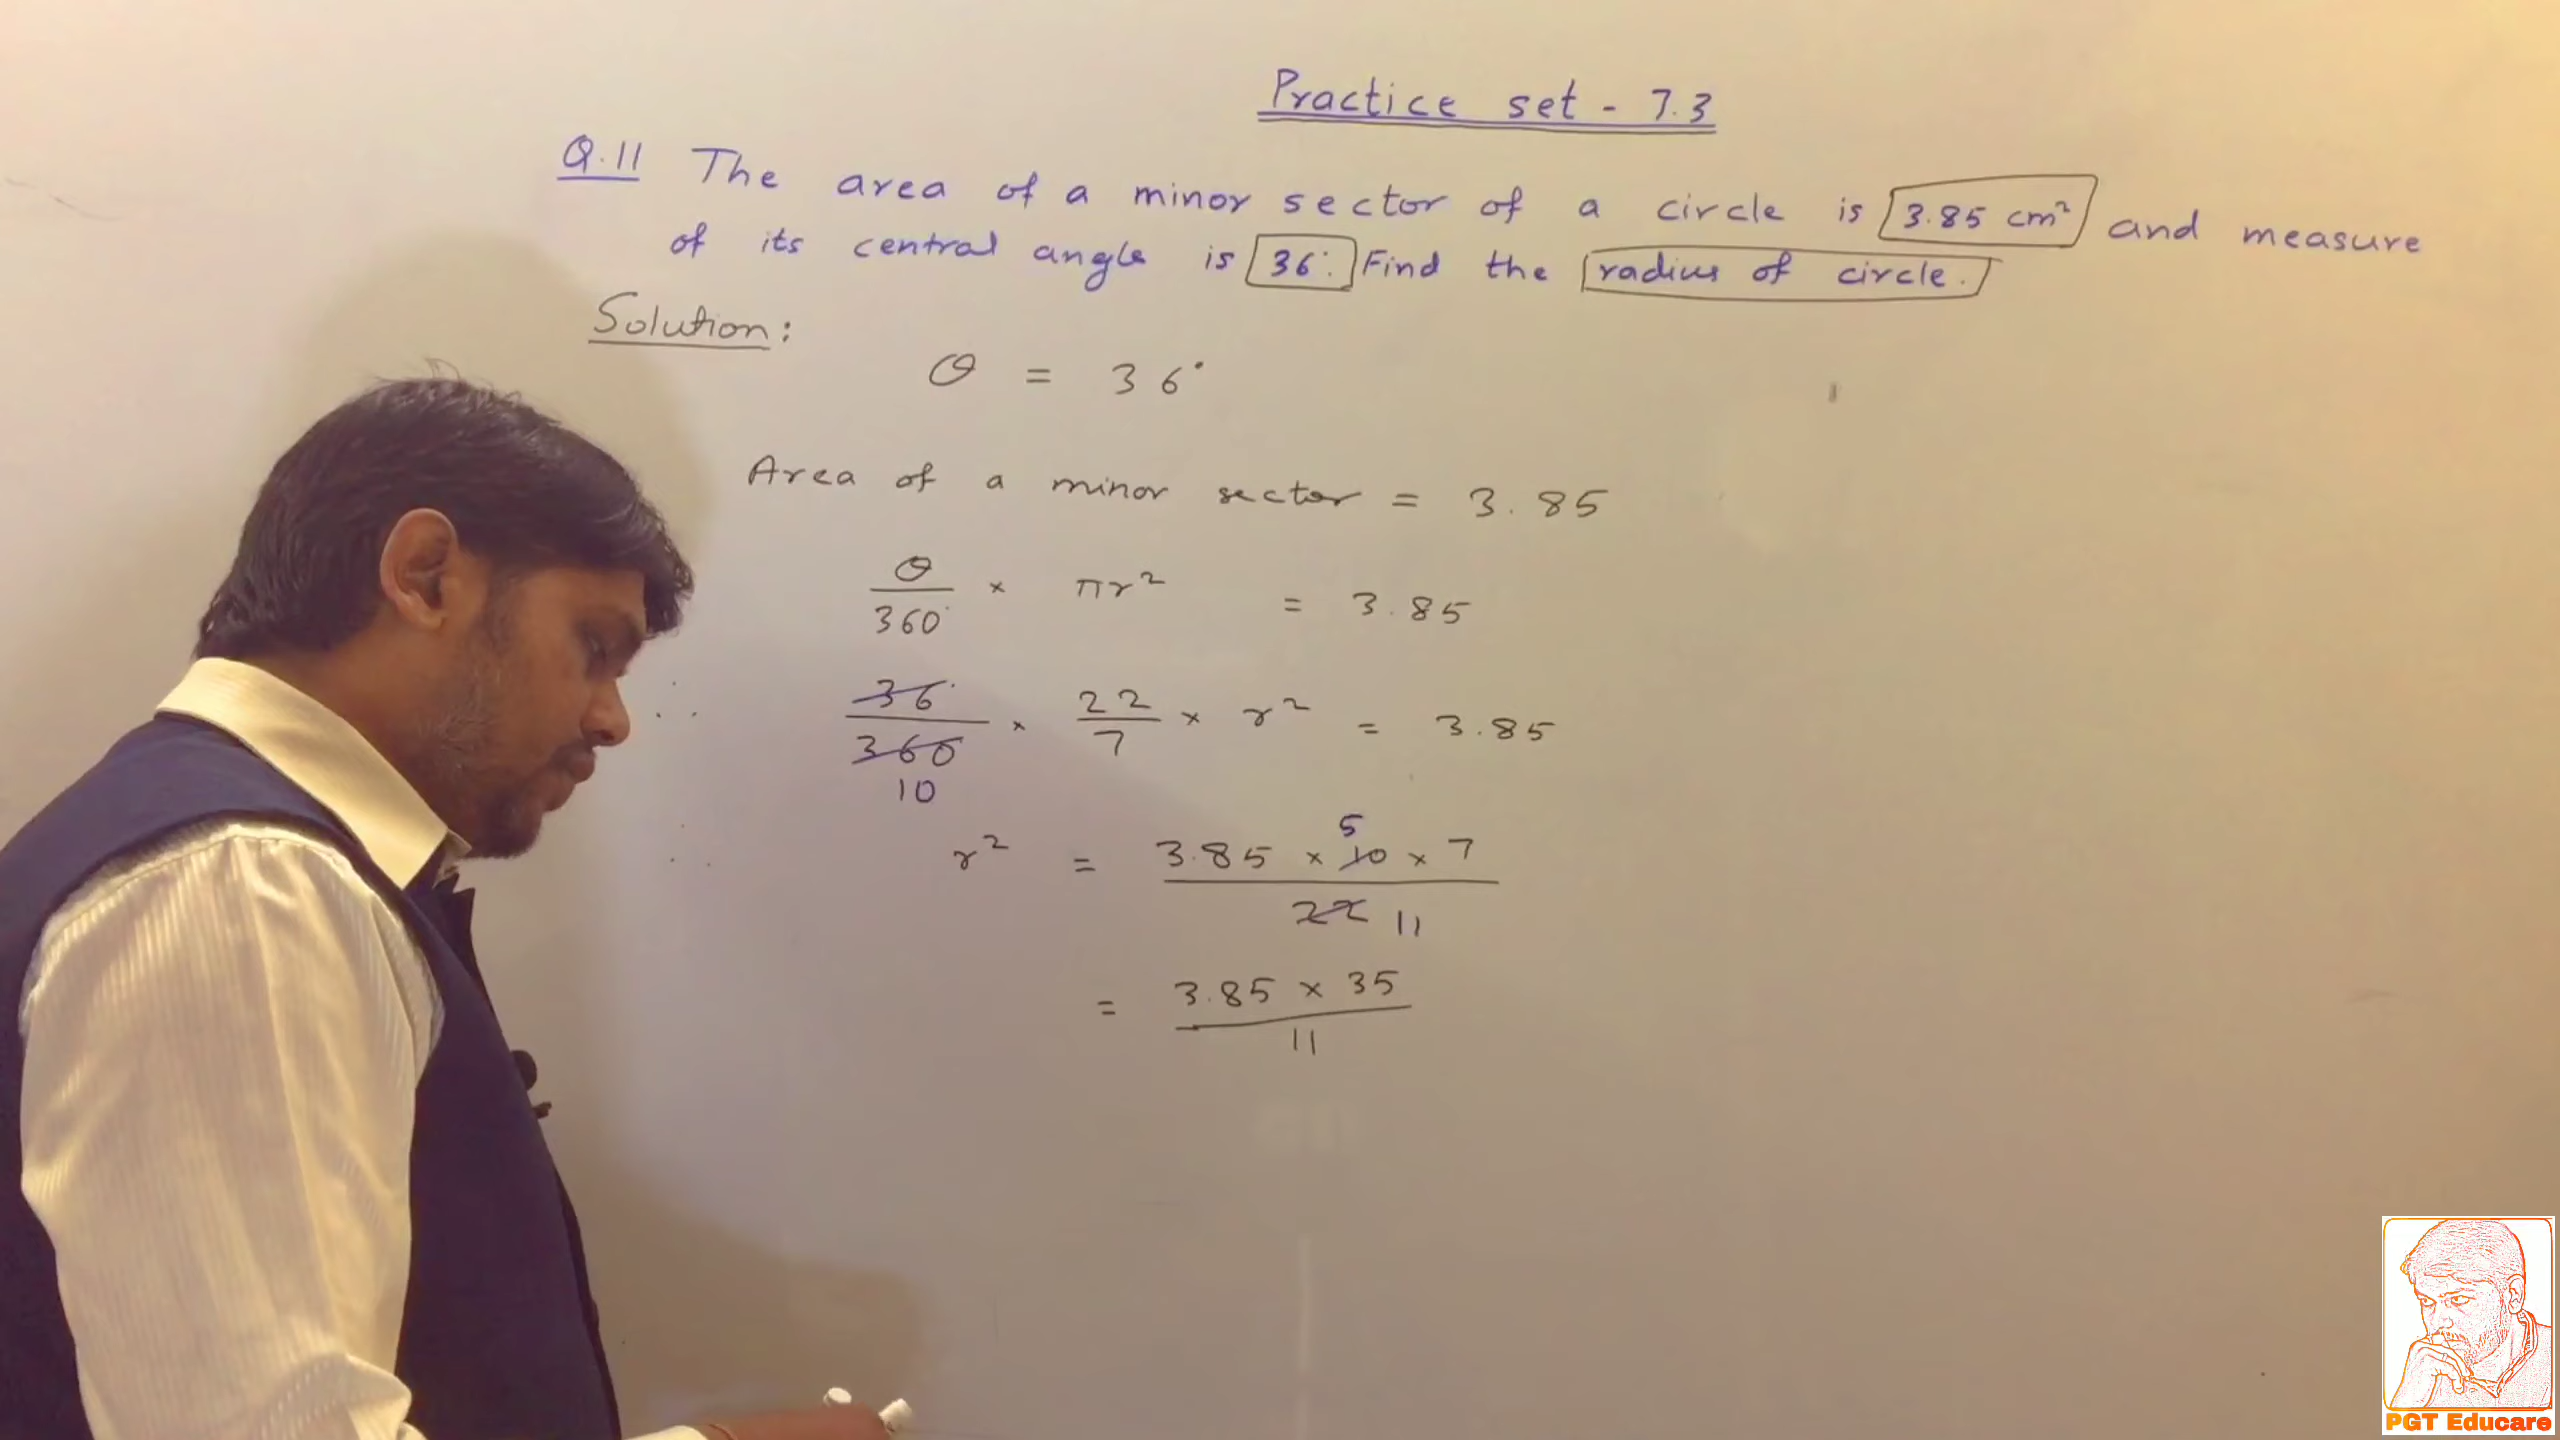 Practice set - 7.3
Q.11 The area of a minor sector of a circle is 3.85 cm² and measure
of its central angle is 36°. Find the radius of circle.
Solution:
θ = 36°
Area of a minor sector = 3.85
θ/360° × πr² = 3.85
36°/360 10 × 22/7 × r² = 3.85
r² = 3.85 × 10 5 × 7 / 22 11
= 3.85 × 35 / 11
PGT Educare